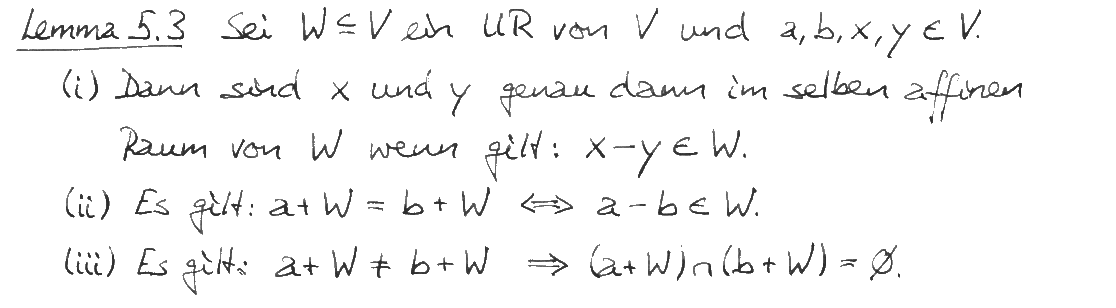 Lemma 5.3 Sei W ⊆ V ein UR von V und a, b, x, y ∈ V.
(i) Dann sind x und y genau dann im selben affinen
Raum von W wenn gilt: x-y ∈ W.
(ii) Es gilt: a+W = b+W ⇔ a-b ∈ W.
(iii) Es gilt: a+W ≠ b+W ⇒ (a+W)∩(b+W) = Ø.